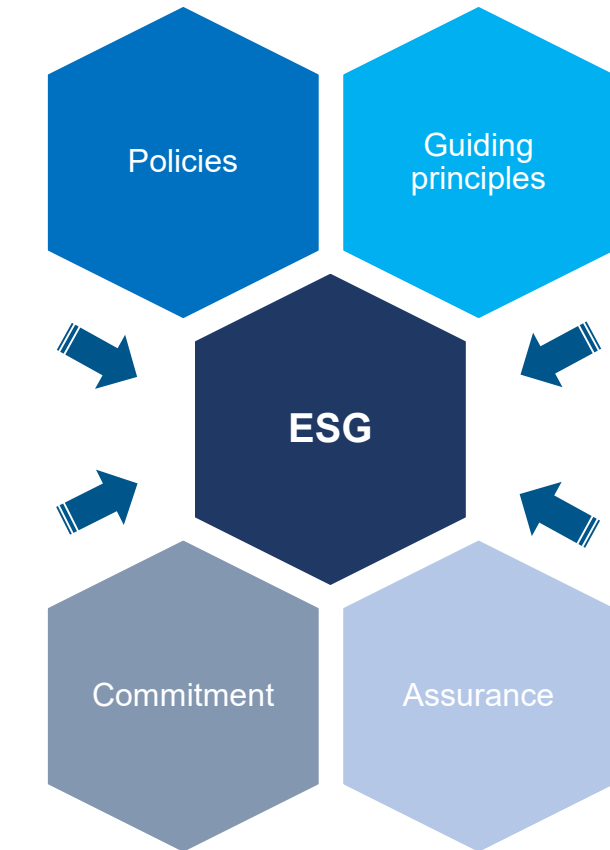 Policies
Guiding
principles
ESG
Commitment
Assurance